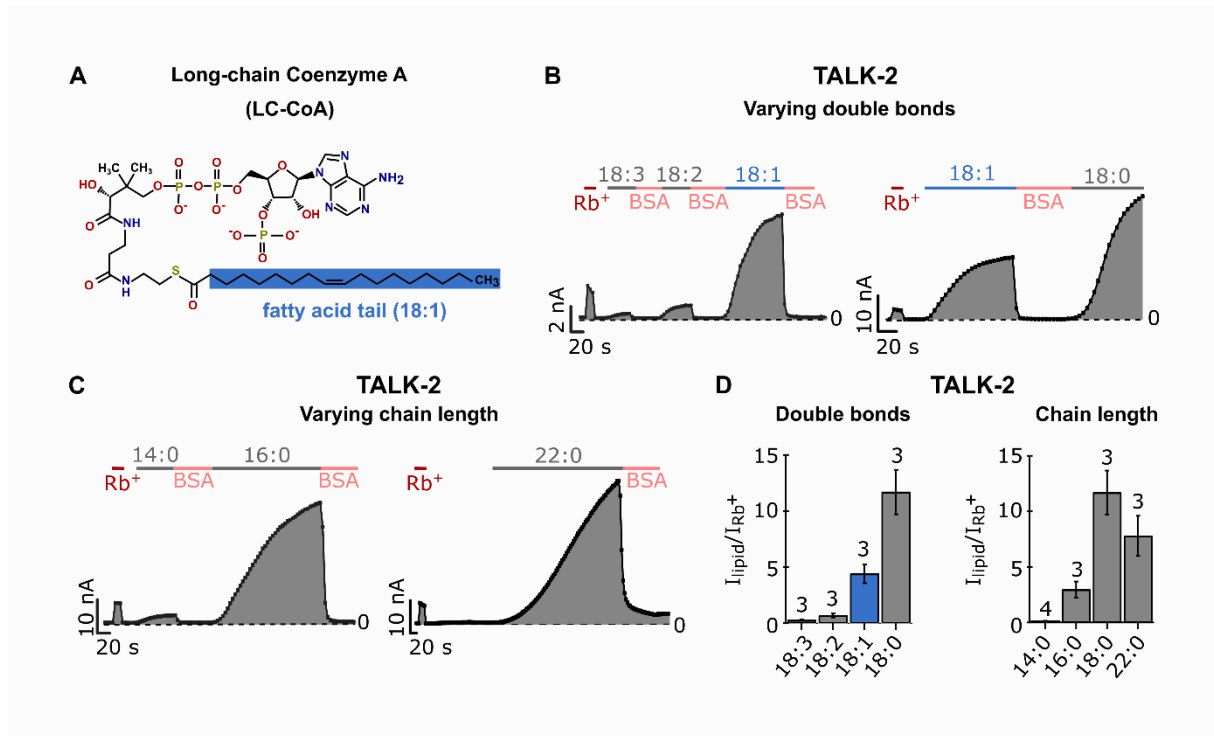 A
Long-chain Coenzyme A
(LC-CoA)
H₃C CH₃
HO
O
O
P
O⁻
O
O
P
O⁻
O
O
N
N
N
N
NH₂
OH
O
⁻O
P
O⁻
O
O
NH
O
N
H
S
O
CH₃
fatty acid tail (18:1)
B
TALK-2
Varying double bonds
18:3 18:2 18:1
Rb⁺ BSA BSA BSA
0
2 nA
20 s
18:1 18:0
Rb⁺ BSA
0
10 nA
20 s
C
TALK-2
Varying chain length
14:0 16:0
Rb⁺ BSA BSA
0
10 nA
20 s
22:0
Rb⁺ BSA
0
10 nA
20 s
D
TALK-2
Double bonds
I lipid/I Rb⁺
15
10
5
0
3
3
3
3
18:3
18:2
18:1
18:0
Chain length
I lipid/I Rb⁺
15
10
5
0
4
3
3
3
14:0
16:0
18:0
22:0